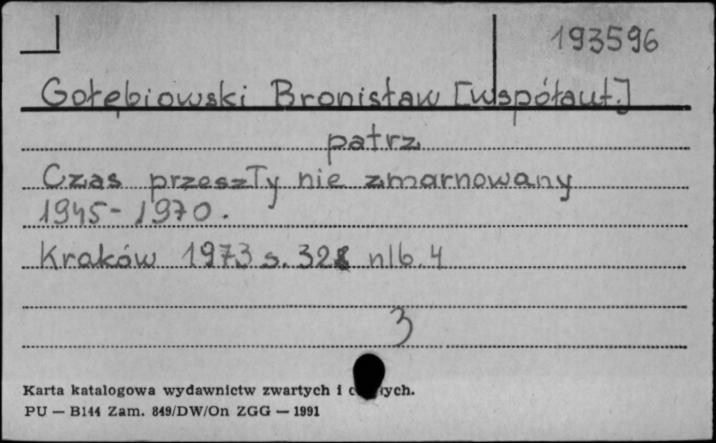 193596
Gołębiowski Bronisław [współaut.]
patrz
Czas przeszły nie zmarnowany
1945-1970.
Kraków 1973 s. 328 nlb. 4
3
Karta katalogowa wydawnictw zwartych i
PU — B144 Zam. 849/DW/On ZGG — 1991